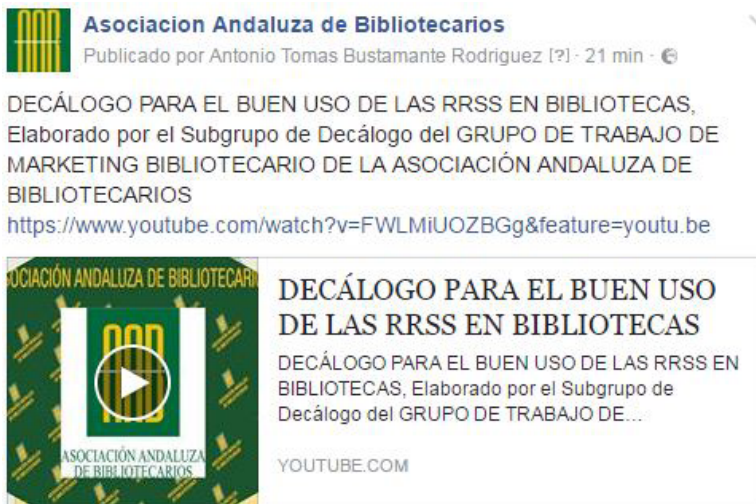 Asociacion Andaluza de Bibliotecarios
Publicado por Antonio Tomas Bustamante Rodriguez [?] · 21 min ·
DECÁLOGO PARA EL BUEN USO DE LAS RRSS EN BIBLIOTECAS,
Elaborado por el Subgrupo de Decálogo del GRUPO DE TRABAJO DE
MARKETING BIBLIOTECARIO DE LA ASOCIACIÓN ANDALUZA DE
BIBLIOTECARIOS
https://www.youtube.com/watch?v=FWLMiUOZBGg&feature=youtu.be
OCIACIÓN ANDALUZA DE BIBLIOTECARI
AAB
ASOCIACIÓN ANDALUZA
DE BIBLIOTECARIOS
DECÁLOGO PARA EL BUEN USO
DE LAS RRSS EN BIBLIOTECAS
DECÁLOGO PARA EL BUEN USO DE LAS RRSS EN
BIBLIOTECAS, Elaborado por el Subgrupo de
Decálogo del GRUPO DE TRABAJO DE...
YOUTUBE.COM